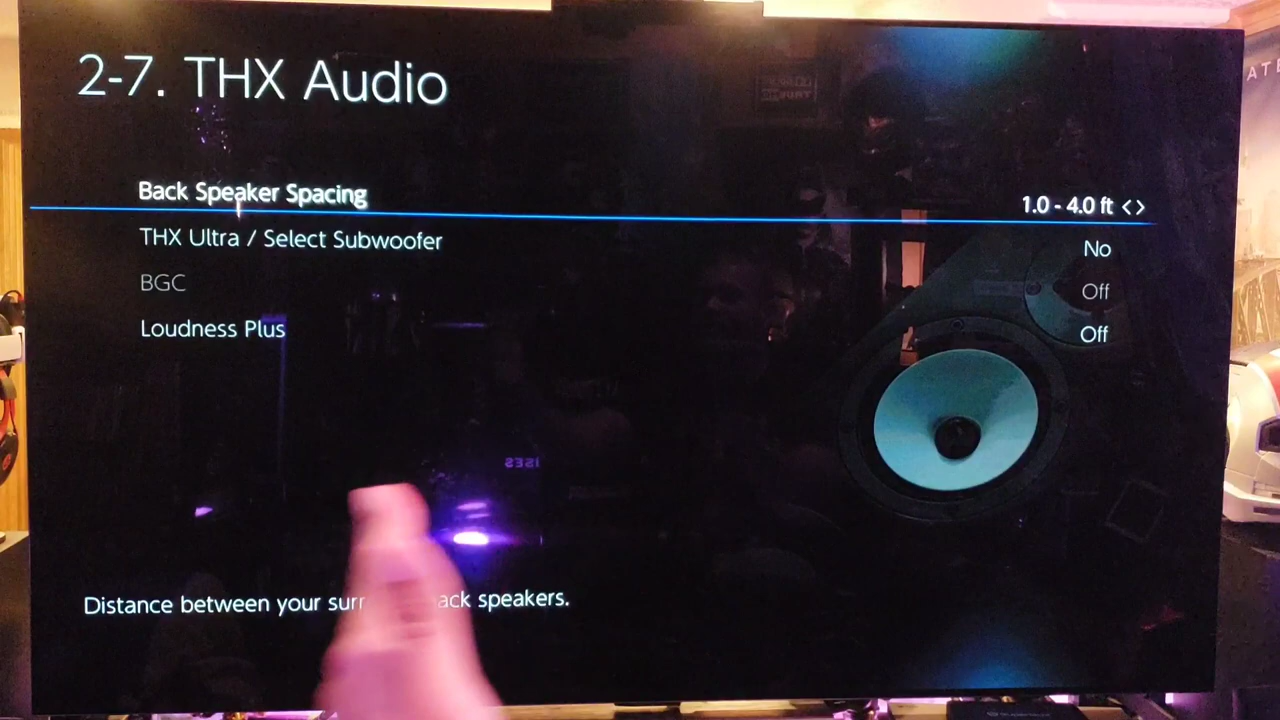 2-7. THX Audio
Back Speaker Spacing 1.0 - 4.0 ft < >
THX Ultra / Select Subwoofer No
BGC Off
Loudness Plus Off
Distance between your surr ack speakers.